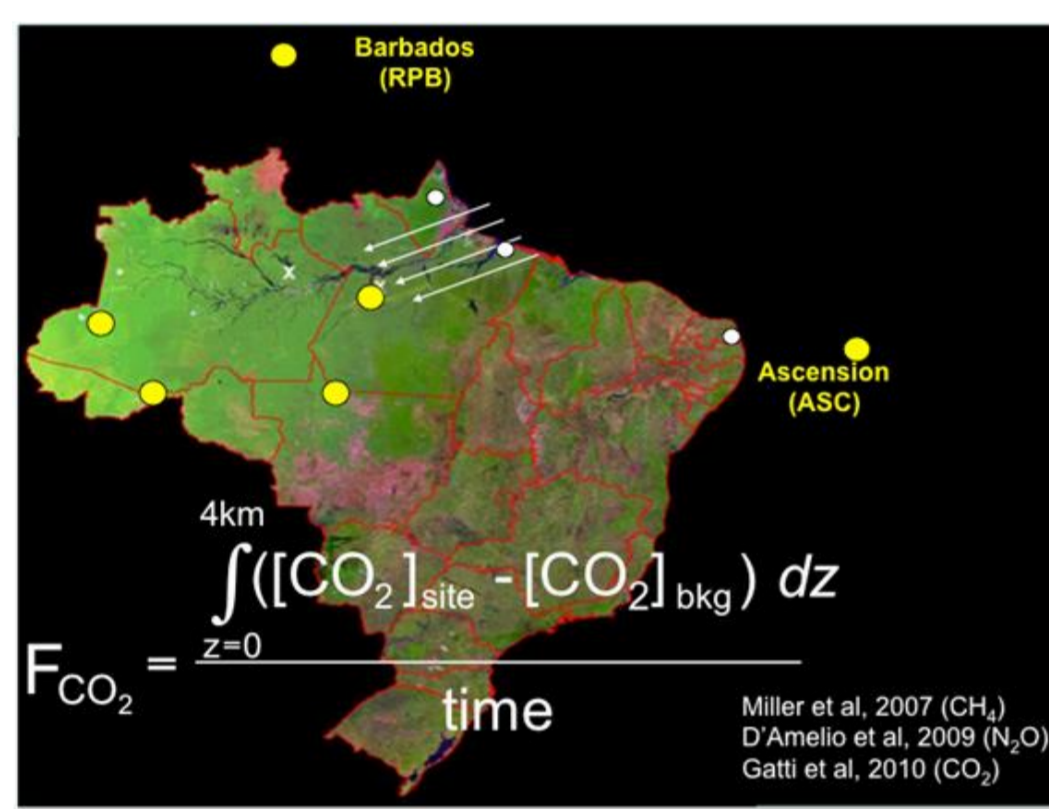 Barbados
(RPB)
Ascension
(ASC)
x
4km
∫([CO₂]site - [CO₂]bkg) dz
z=0
FCO₂ =
time
Miller et al, 2007 (CH₄)
D'Amelio et al, 2009 (N₂O)
Gatti et al, 2010 (CO₂)